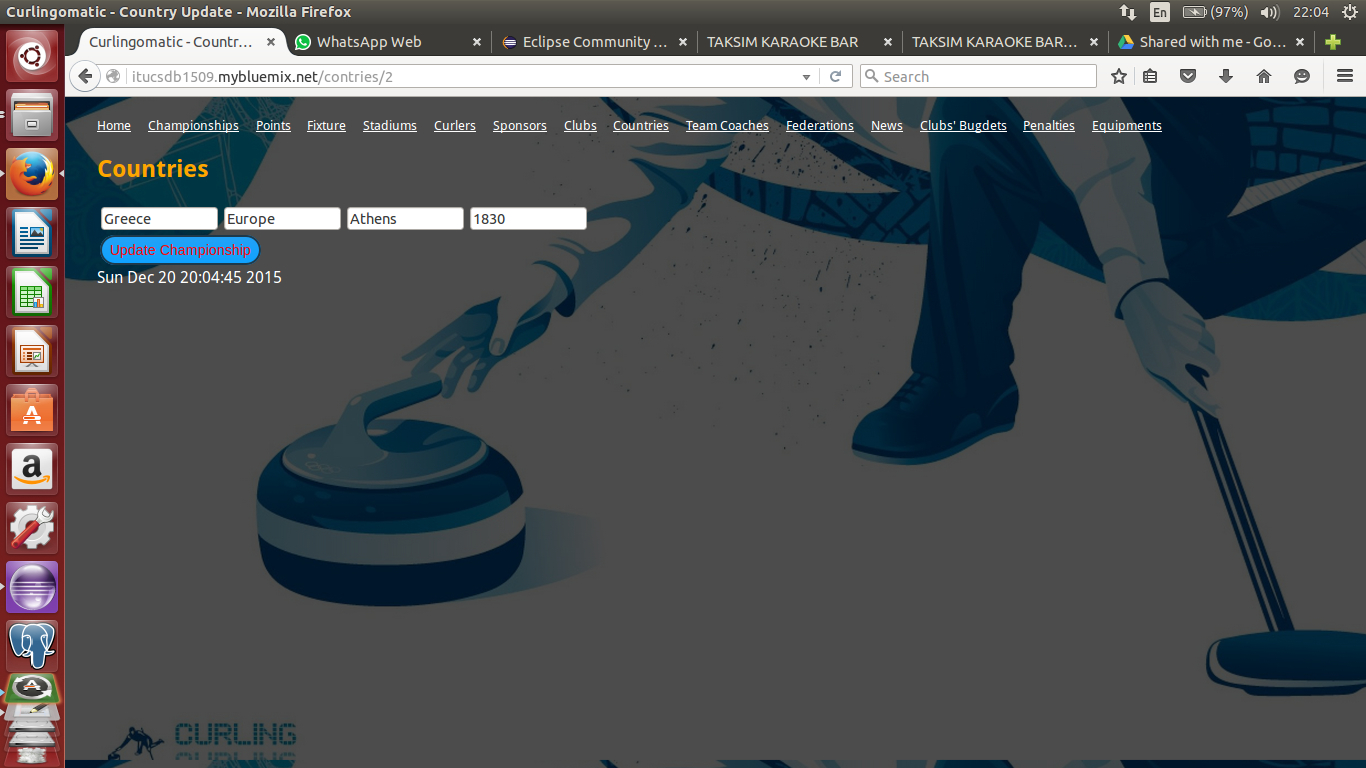 Curlingomatic - Country Update - Mozilla Firefox En (97%) 22:04
Curlingomatic - Countr... WhatsApp Web Eclipse Community ... TAKSIM KARAOKE BAR TAKSIM KARAOKE BAR... Shared with me - Go...
itucsdb1509.mybluemix.net/contries/2 Search
Home Championships Points Fixture Stadiums Curlers Sponsors Clubs Countries Team Coaches Federations News Clubs' Bugdets Penalties Equipments
Countries
Greece Europe Athens 1830
Update Championship
Sun Dec 20 20:04:45 2015
CURLING